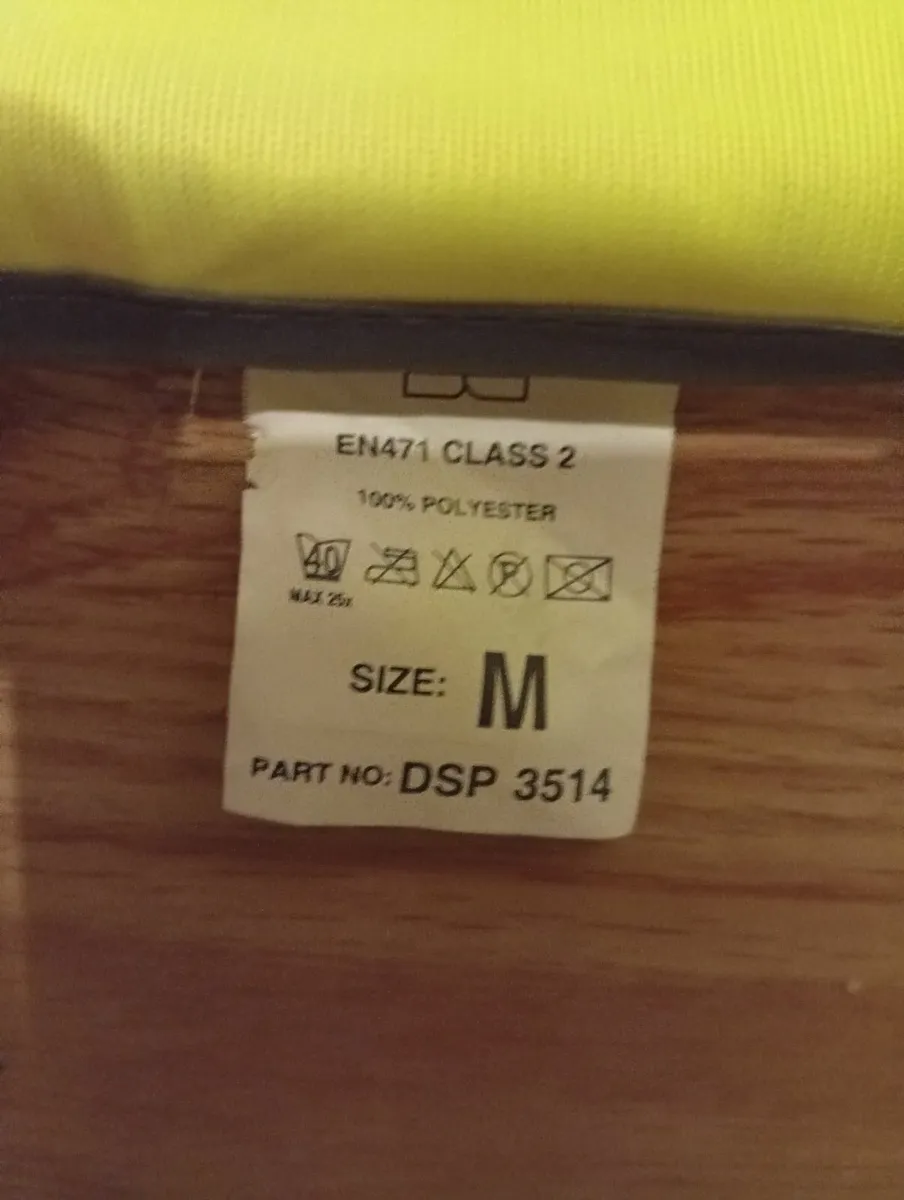 EN471 CLASS 2
100% POLYESTER
40 P
MAX 25x
SIZE: M
PART NO: DSP 3514